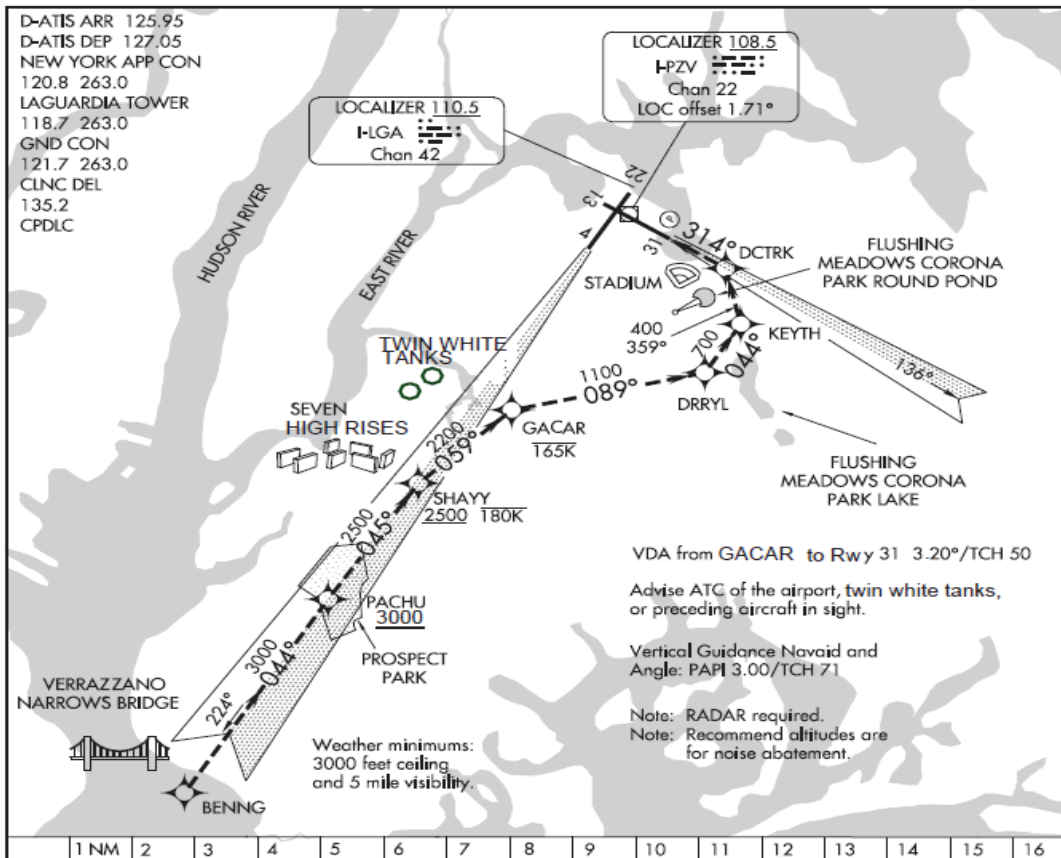 D-ATIS ARR 125.95
D-ATIS DEP 127.05
NEW YORK APP CON
120.8 263.0
LAGUARDIA TOWER
118.7 263.0
GND CON
121.7 263.0
CLNC DEL
135.2
CPDLC
LOCALIZER 110.5
I-LGA
Chan 42
LOCALIZER 108.5
I-PZV
Chan 22
LOC offset 1.71°
HUDSON RIVER
EAST RIVER
22
13
4
31
P
314°
DCTRK
STADIUM
FLUSHING
MEADOWS CORONA
PARK ROUND POND
400
359°
KEYTH
700
044°
136°
TWIN WHITE
TANKS
1100
089°
DRRYL
GACAR
165K
SEVEN
HIGH RISES
2200
059°
SHAYY
2500 180K
FLUSHING
MEADOWS CORONA
PARK LAKE
2500
045°
PACHU
3000
PROSPECT
PARK
3000
044°
224°
VERRAZZANO
NARROWS BRIDGE
BENNG
VDA from GACAR to Rwy 31 3.20°/TCH 50
Advise ATC of the airport, twin white tanks,
or preceding aircraft in sight.
Vertical Guidance Navaid and
Angle: PAPI 3.00/TCH 71
Note: RADAR required.
Note: Recommend altitudes are
for noise abatement.
Weather minimums:
3000 feet ceiling
and 5 mile visibility.
1 NM 2 3 4 5 6 7 8 9 10 11 12 13 14 15 16